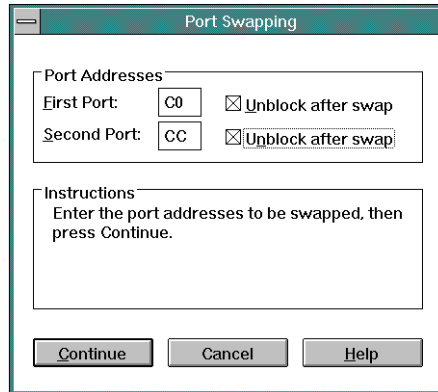 Port Swapping
Port Addresses
First Port: C0 Unblock after swap
Second Port: CC Unblock after swap
Instructions
Enter the port addresses to be swapped, then
press Continue.
Continue Cancel Help